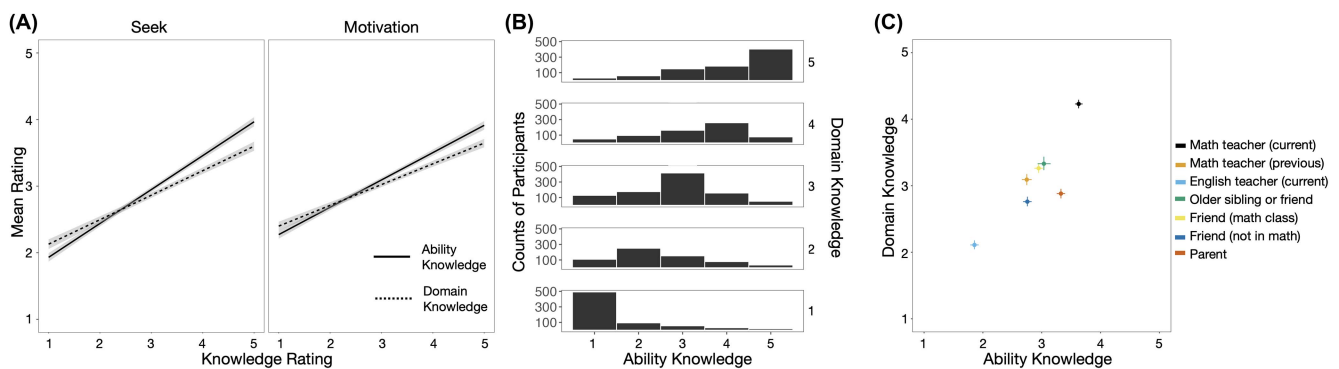 (A)
Seek
Motivation
Mean Rating
5
4
3
2
1
Ability
Knowledge
Domain
Knowledge
1 2 3 4 5
1 2 3 4 5
Knowledge Rating
(B)
Counts of Participants
500
300
100
5
500
300
100
4
500
300
100
3
500
300
100
2
500
300
100
1
Domain Knowledge
1 2 3 4 5
Ability Knowledge
(C)
Domain Knowledge
5
4
3
2
1
1 2 3 4 5
Ability Knowledge
Math teacher (current)
Math teacher (previous)
English teacher (current)
Older sibling or friend
Friend (math class)
Friend (not in math)
Parent